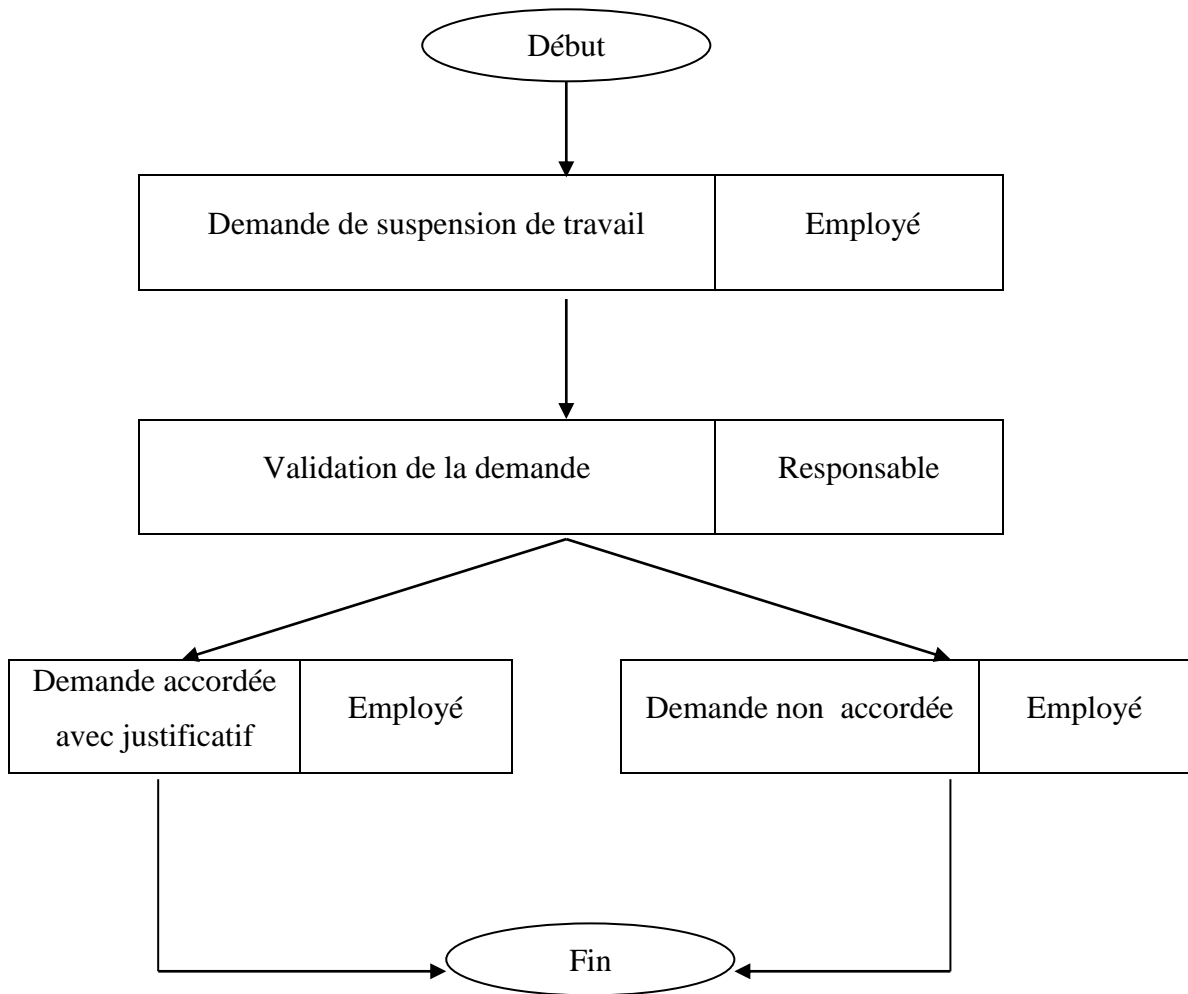 Début
Demande de suspension de travail
Employé
Validation de la demande
Responsable
Demande accordée
avec justificatif
Employé
Demande non accordée
Employé
Fin